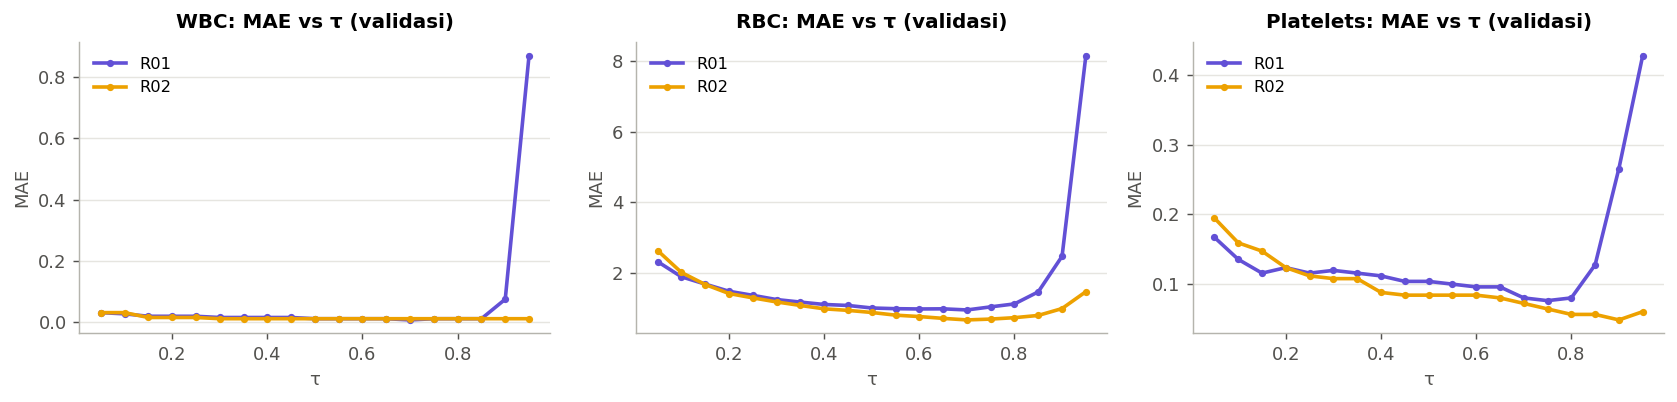 WBC: MAE vs τ (validasi)
R01
R02
0.8
0.6
0.4
0.2
0.0
MAE
0.2 0.4 0.6 0.8
τ
RBC: MAE vs τ (validasi)
R01
R02
8
6
4
2
MAE
0.2 0.4 0.6 0.8
τ
Platelets: MAE vs τ (validasi)
R01
R02
0.4
0.3
0.2
0.1
MAE
0.2 0.4 0.6 0.8
τ